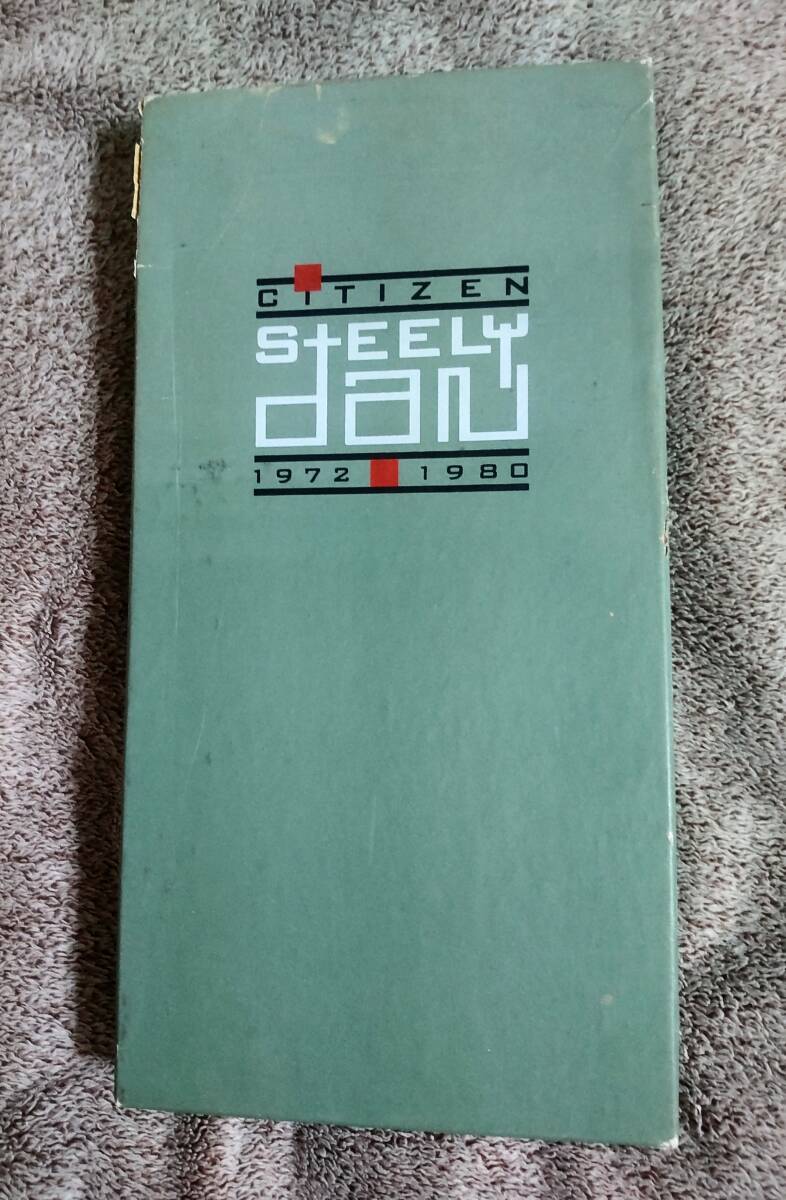 CiTIZEN
STEELY
dan
1972 1980